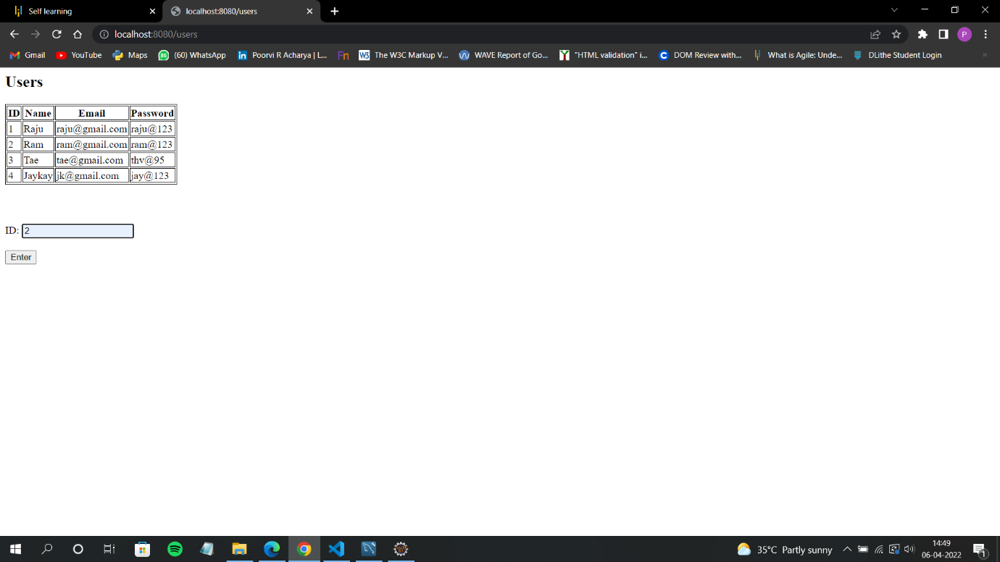 Self learning
localhost:8080/users
localhost:8080/users
P
Gmail YouTube Maps (60) WhatsApp Poorvi R Acharya | L... Fn The W3C Markup V... WAVE Report of Go... "HTML validation" i... DOM Review with... What is Agile: Unde... DLithe Student Login »
Users
ID Name Email Password
1 Raju raju@gmail.com raju@123
2 Ram ram@gmail.com ram@123
3 Tae tae@gmail.com thv@95
4 Jaykay jk@gmail.com jay@123
ID: 2
Enter
35°C Partly sunny
14:49
06-04-2022
1